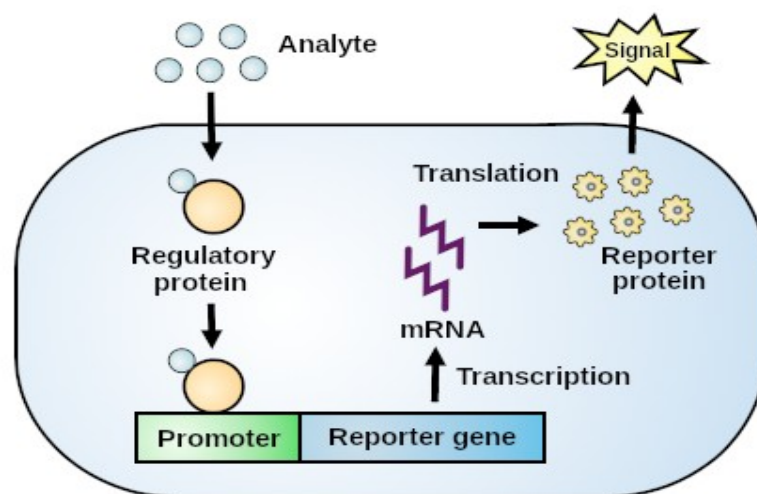 Analyte
Signal
Translation
Regulatory
protein
Reporter
protein
mRNA
Transcription
Promoter
Reporter gene